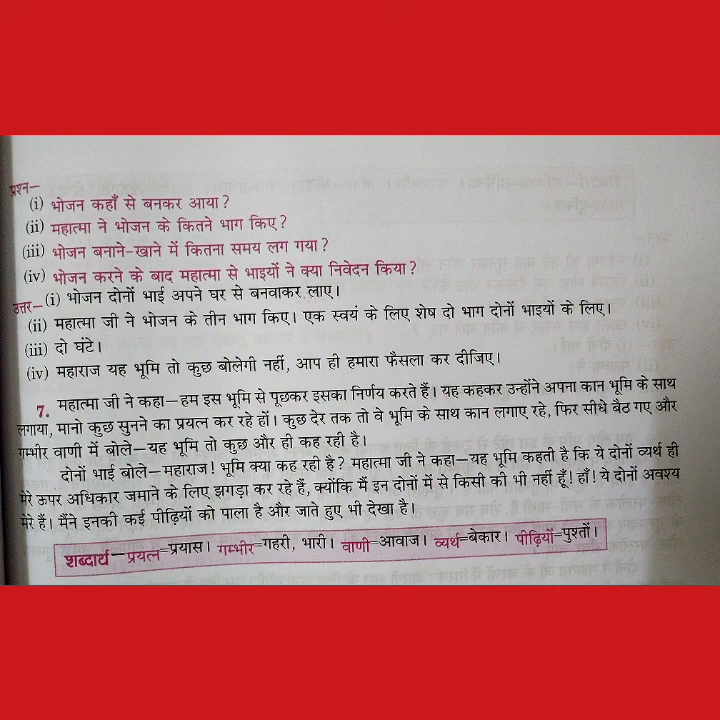 प्रश्न–
(i) भोजन कहाँ से बनकर आया?
(ii) महात्मा ने भोजन के कितने भाग किए?
(iii) भोजन बनाने-खाने में कितना समय लग गया?
(iv) भोजन करने के बाद महात्मा से भाइयों ने क्या निवेदन किया?
उत्तर– (i) भोजन दोनों भाई अपने घर से बनवाकर लाए।
(ii) महात्मा जी ने भोजन के तीन भाग किए। एक स्वयं के लिए शेष दो भाग दोनों भाइयों के लिए।
(iii) दो घंटे।
(iv) महाराज यह भूमि तो कुछ बोलेगी नहीं, आप ही हमारा फैसला कर दीजिए।
7. महात्मा जी ने कहा–हम इस भूमि से पूछकर इसका निर्णय करते हैं। यह कहकर उन्होंने अपना कान भूमि के साथ
लगाया, मानो कुछ सुनने का प्रयत्न कर रहे हों। कुछ देर तक तो वे भूमि के साथ कान लगाए रहे, फिर सीधे बैठ गए और
गम्भीर वाणी में बोले–यह भूमि तो कुछ और ही कह रही है।
दोनों भाई बोले–महाराज! भूमि क्या कह रही है? महात्मा जी ने कहा–यह भूमि कहती है कि ये दोनों व्यर्थ ही
मेरे ऊपर अधिकार जमाने के लिए झगड़ा कर रहे हैं, क्योंकि मैं इन दोनों में से किसी की भी नहीं हूँ! हाँ! ये दोनों अवश्य
मेरे हैं। मैंने इनकी कई पीढ़ियों को पाला है और जाते हुए भी देखा है।
शब्दार्थ–प्रयत्न=प्रयास। गम्भीर=गहरी, भारी। वाणी=आवाज। व्यर्थ=बेकार। पीढ़ियों=पुश्तों।